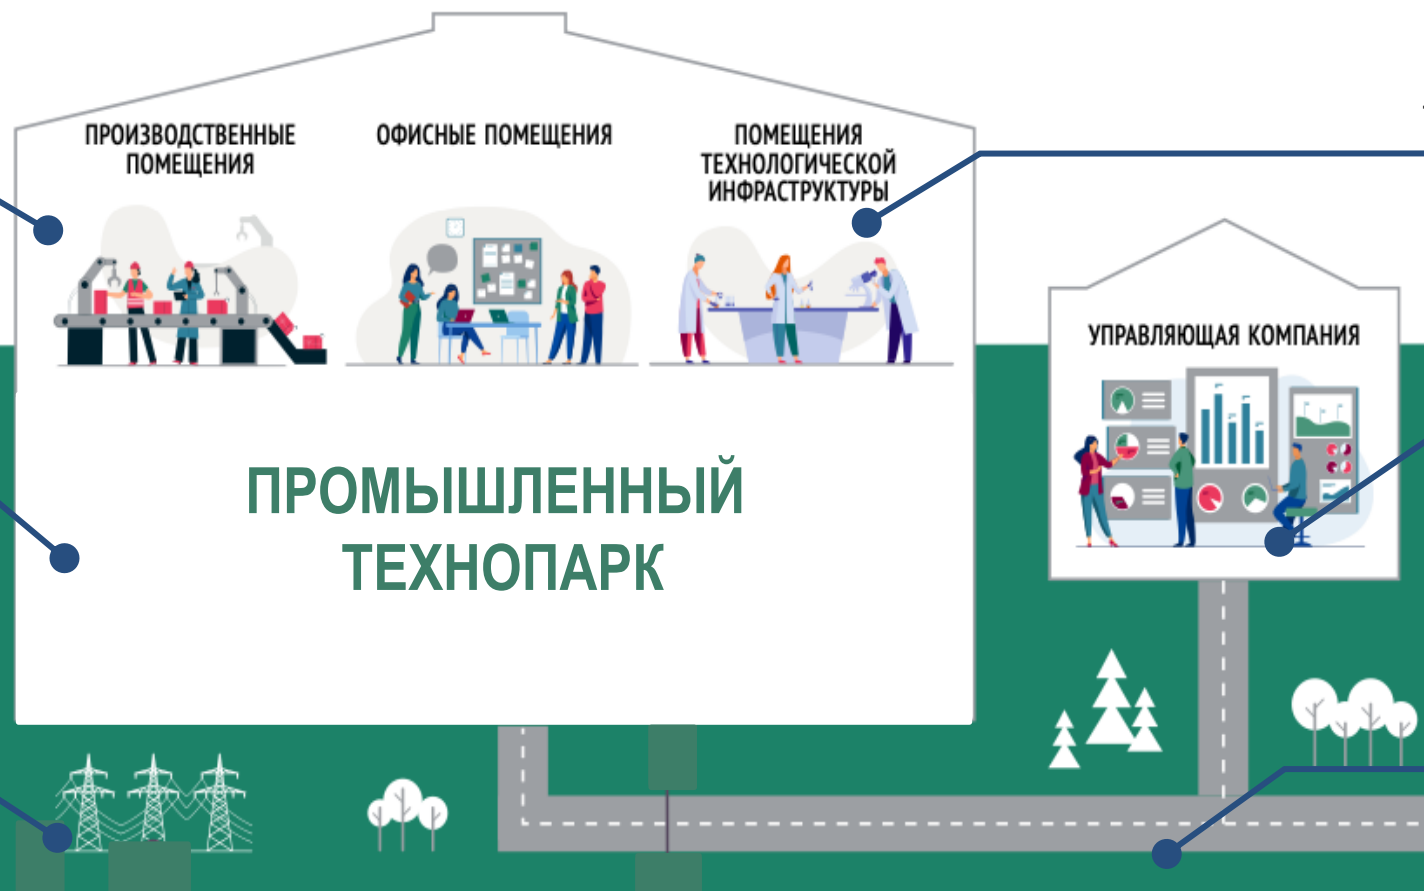 ПРОИЗВОДСТВЕННЫЕ
ПОМЕЩЕНИЯ
ОФИСНЫЕ ПОМЕЩЕНИЯ
ПОМЕЩЕНИЯ
ТЕХНОЛОГИЧЕСКОЙ
ИНФРАСТРУКТУРЫ
УПРАВЛЯЮЩАЯ КОМПАНИЯ
ПРОМЫШЛЕННЫЙ
ТЕХНОПАРК